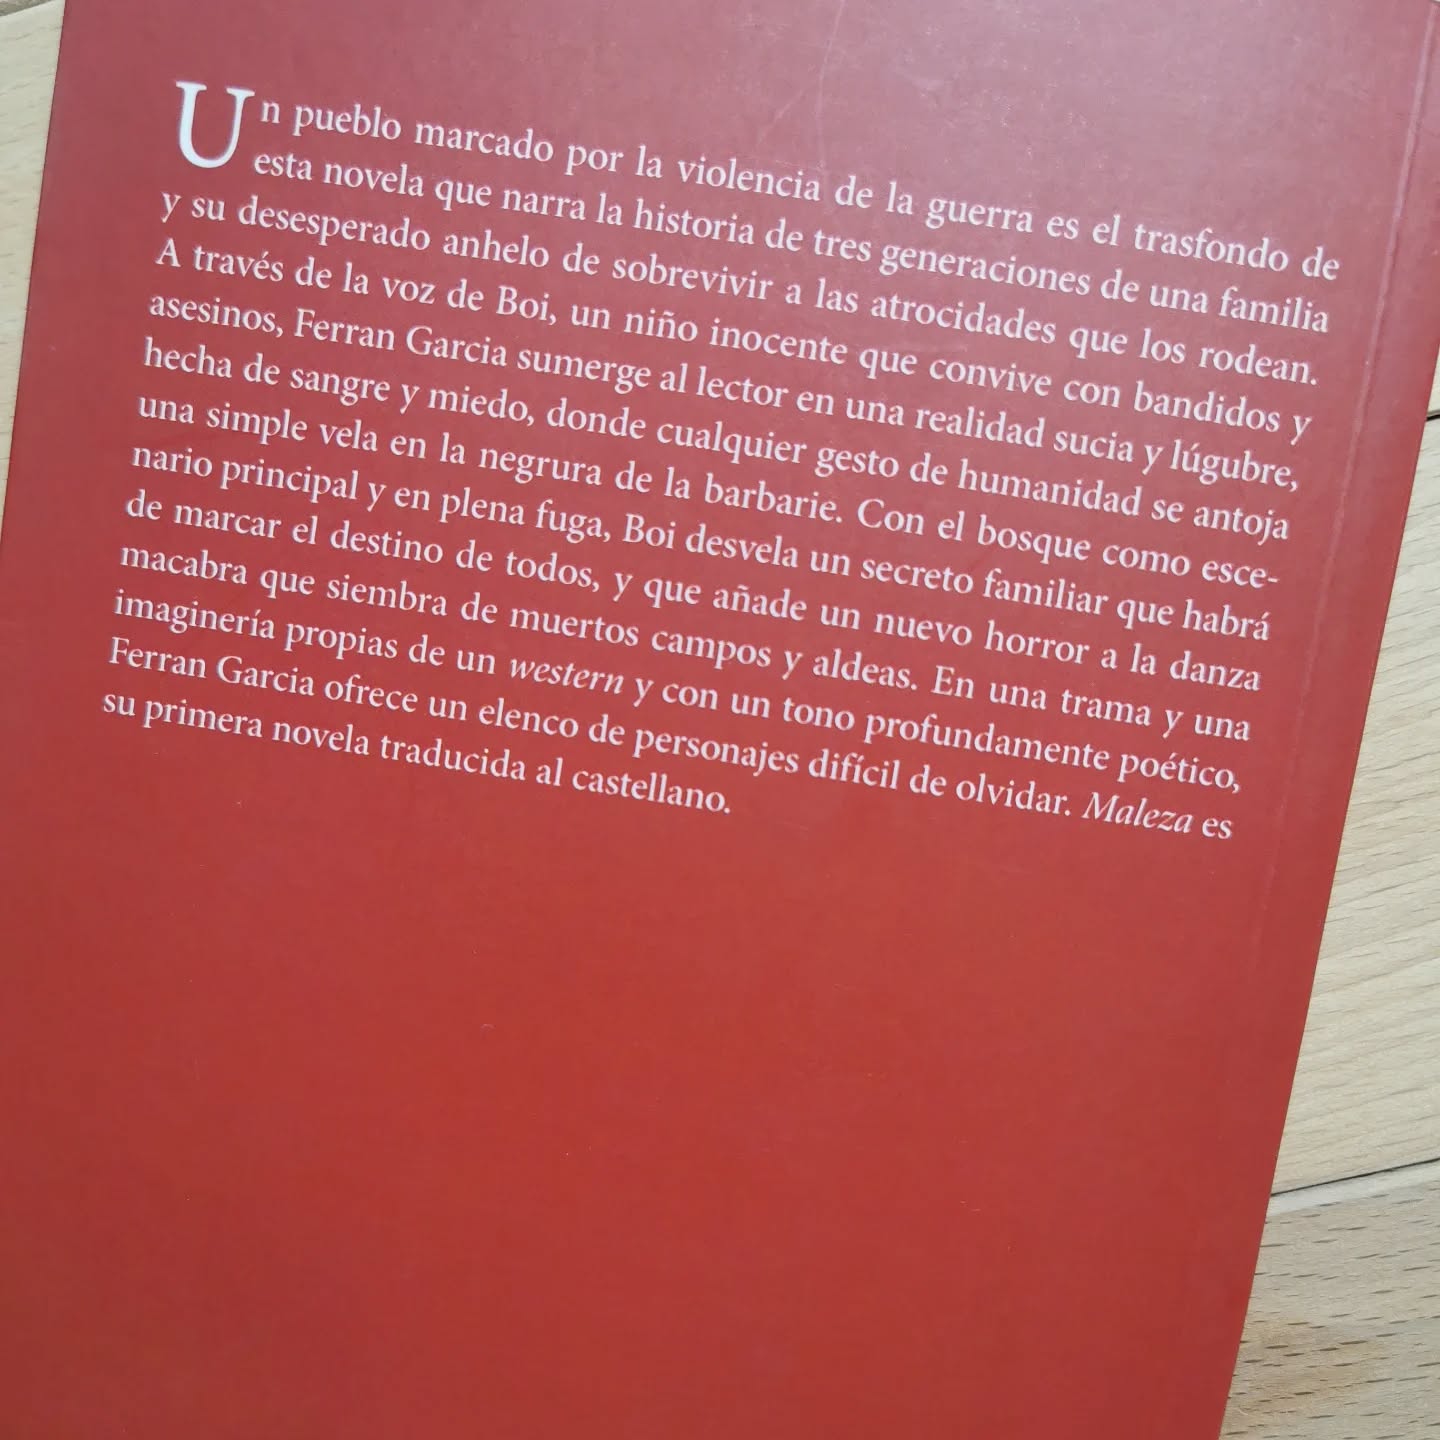 Un pueblo marcado por la violencia de la guerra es el trasfondo de
esta novela que narra la historia de tres generaciones de una familia
y su desesperado anhelo de sobrevivir a las atrocidades que los rodean.
A través de la voz de Boi, un niño inocente que convive con bandidos y
asesinos, Ferran Garcia sumerge al lector en una realidad sucia y lúgubre,
hecha de sangre y miedo, donde cualquier gesto de humanidad se antoja
una simple vela en la negrura de la barbarie. Con el bosque como esce-
nario principal y en plena fuga, Boi desvela un secreto familiar que habrá
de marcar el destino de todos, y que añade un nuevo horror a la danza
macabra que siembra de muertos campos y aldeas. En una trama y una
imaginería propias de un western y con un tono profundamente poético,
Ferran Garcia ofrece un elenco de personajes difícil de olvidar. Maleza es
su primera novela traducida al castellano.